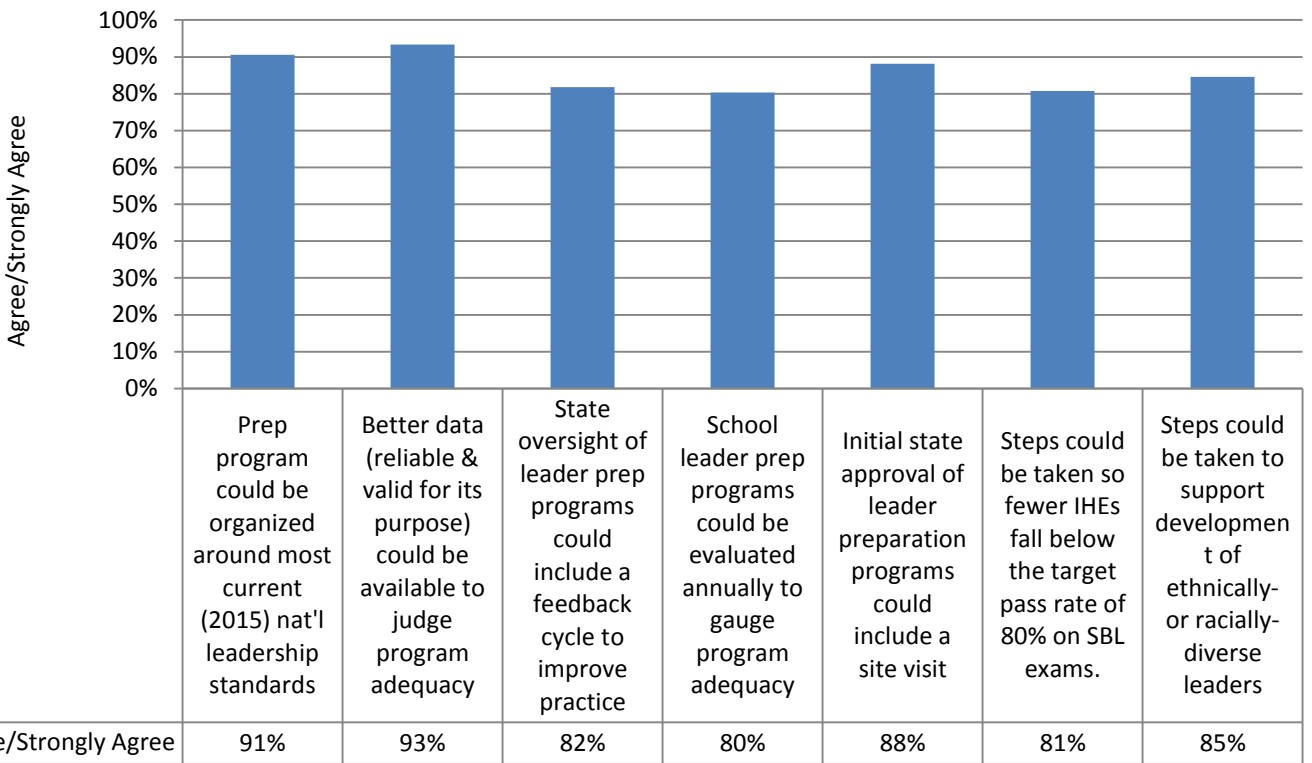 100%
90%
80%
70%
60%
50%
40%
30%
20%
10%
0%
Agree/Strongly Agree
Prep
program
could be
organized
around most
current
(2015) nat'l
leadership
standards
Better data
(reliable &
valid for its
purpose)
could be
available to
judge
program
adequacy
State
oversight of
leader prep
programs
could
include a
feedback
cycle to
improve
practice
School
leader prep
programs
could be
evaluated
annually to
gauge
program
adequacy
Initial state
approval of
leader
preparation
programs
could
include a
site visit
Steps could
be taken so
fewer IHEs
fall below
the target
pass rate of
80% on SBL
exams.
Steps could
be taken to
support
developmen
t of
ethnically-
or racially-
diverse
leaders
e/Strongly Agree 91% 93% 82% 80% 88% 81% 85%